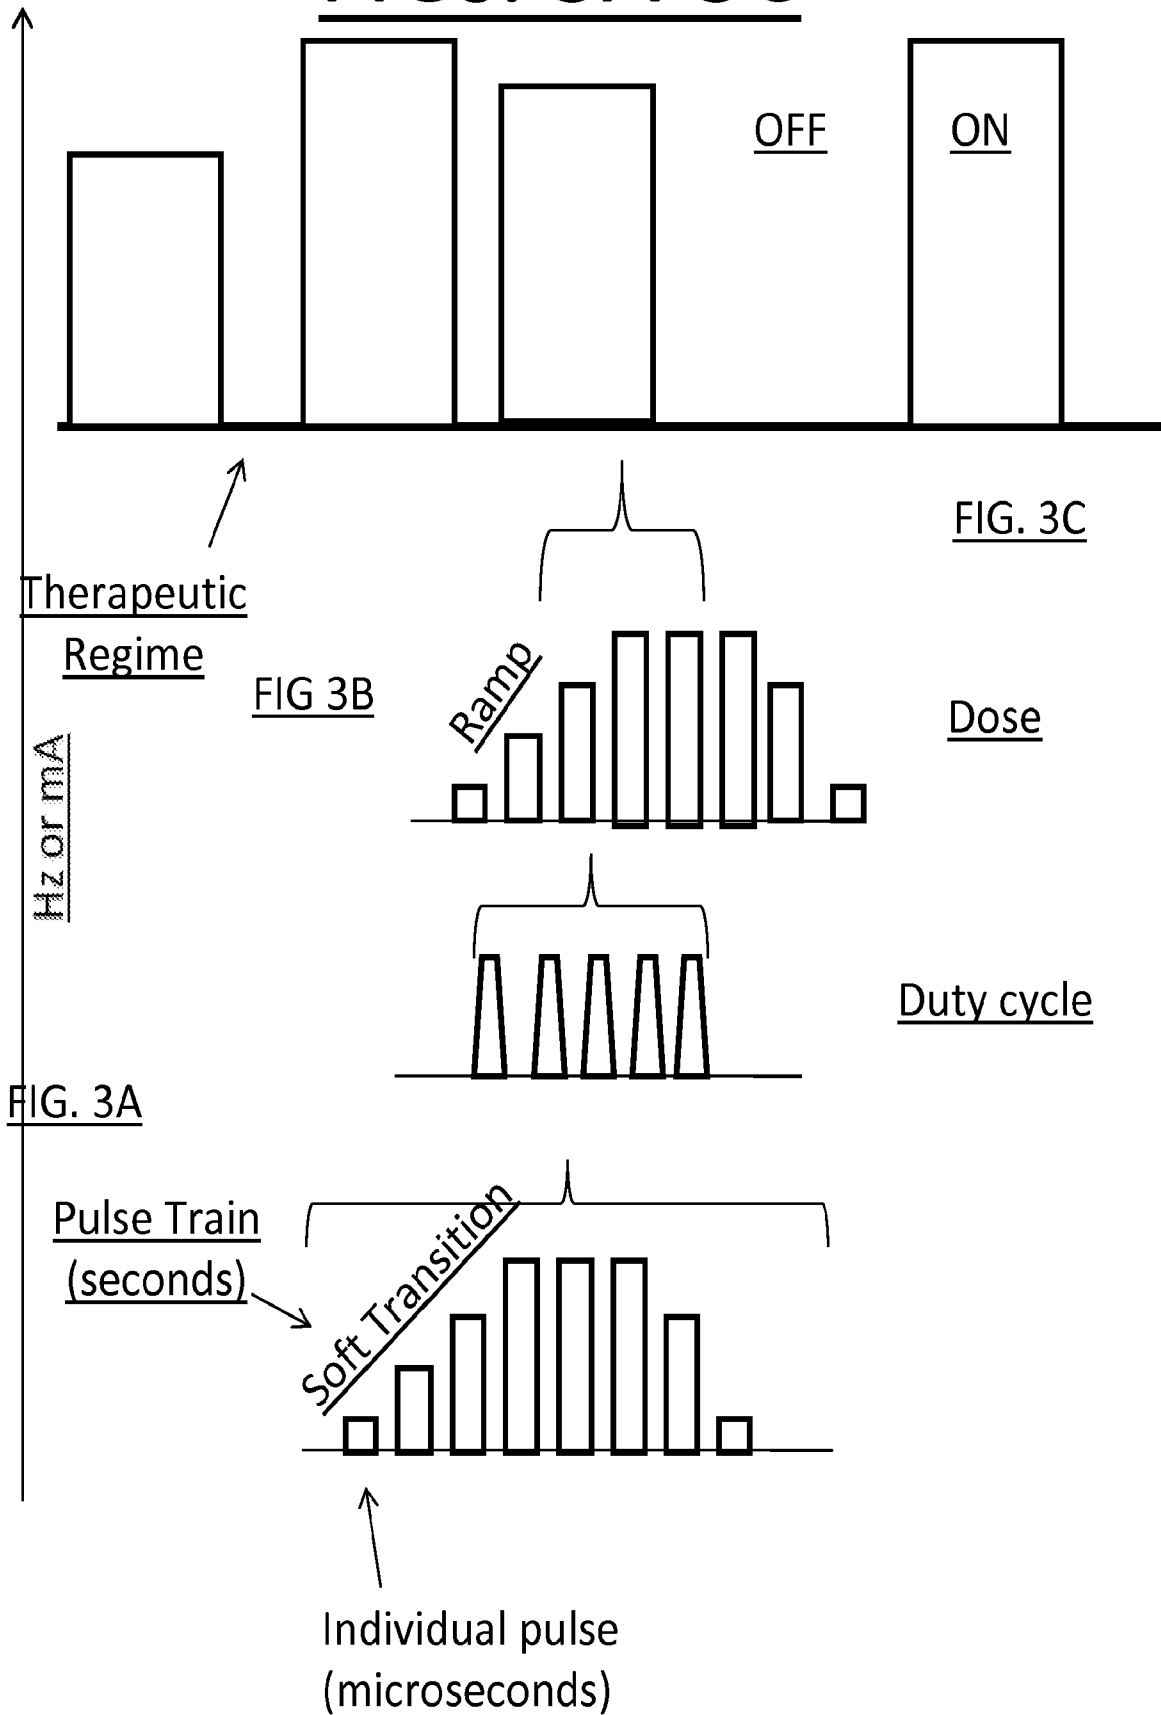 OFF
ON
FIG. 3C
Therapeutic
Regime
FIG 3B
Ramp
Dose
Hz or mA
Duty cycle
FIG. 3A
Pulse Train
(seconds)
Soft Transition
Individual pulse
(microseconds)